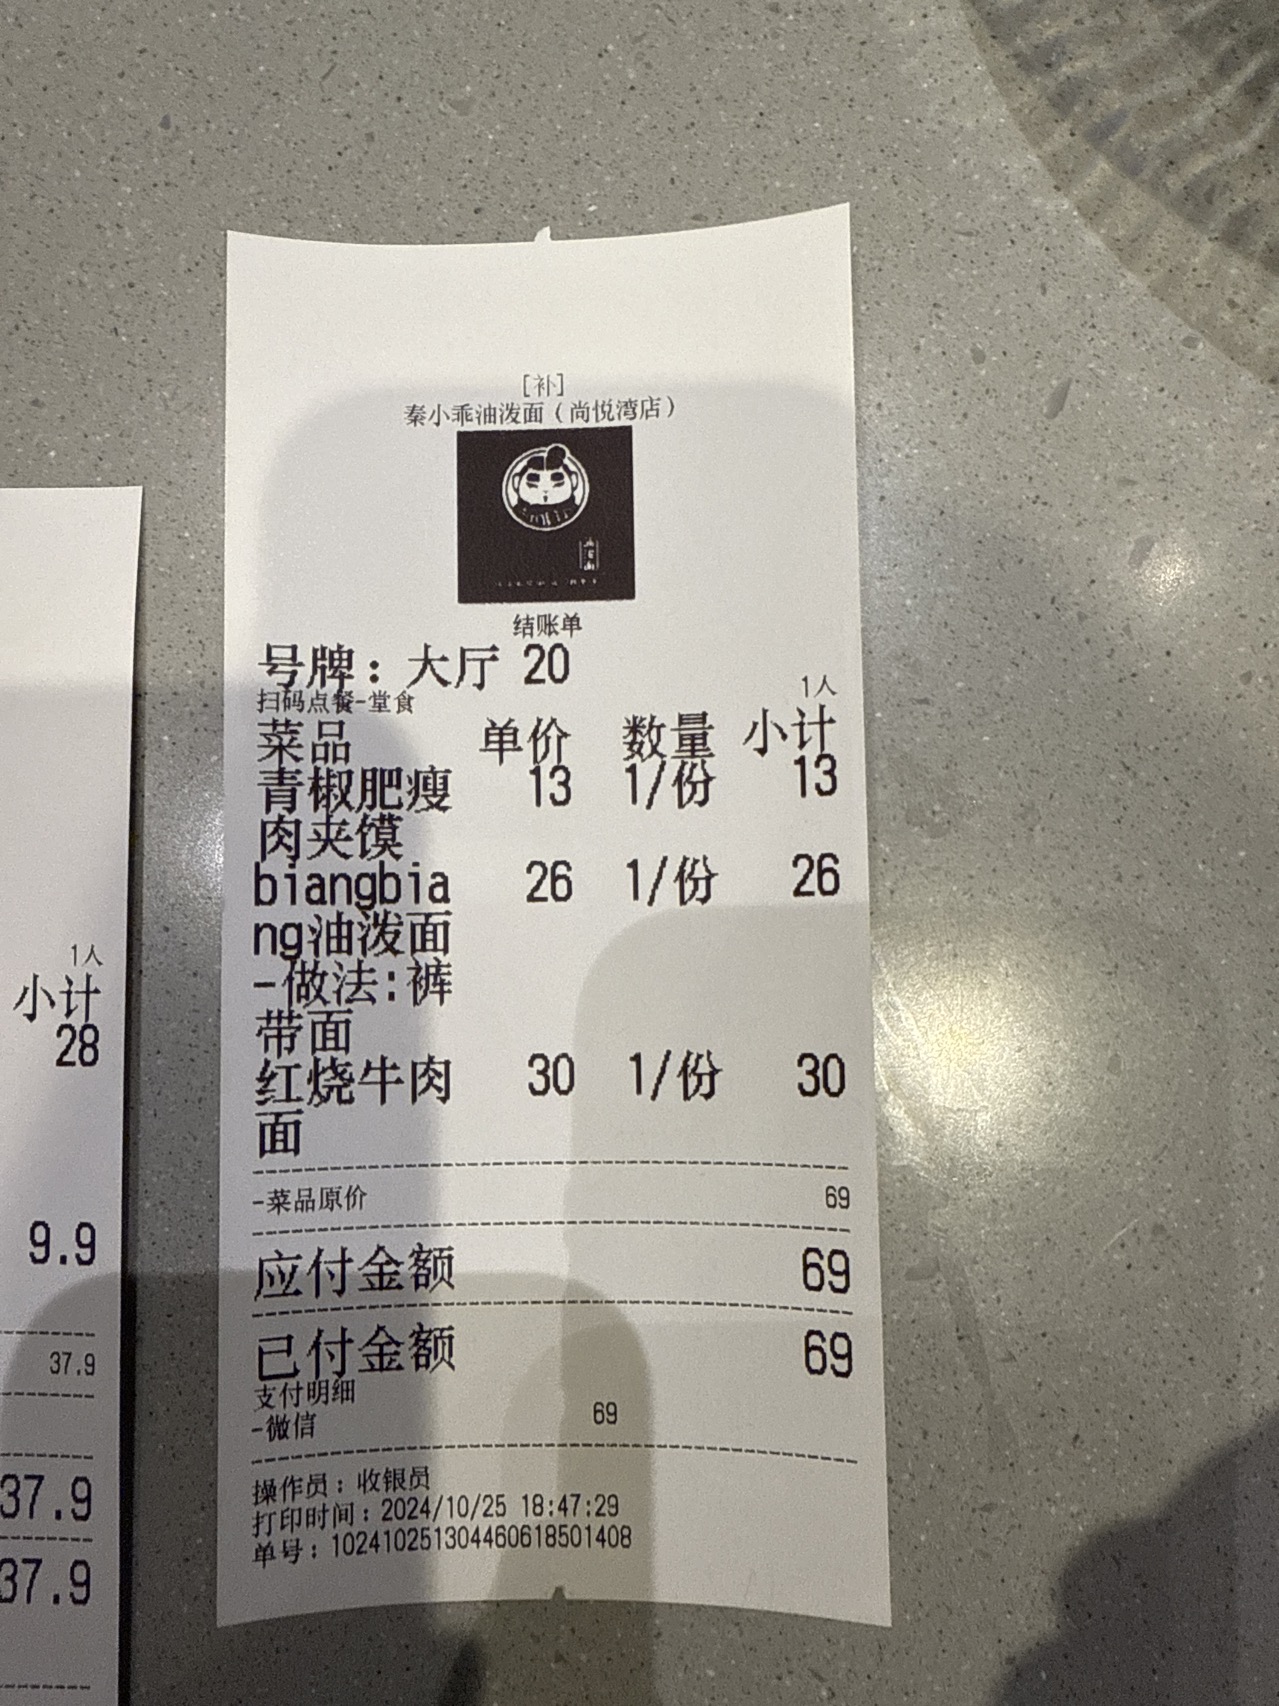 [补]
秦小乖油泼面（尚悦湾店）
结账单
号牌：大厅 20
扫码点餐-堂食 1人
菜品 单价 数量 小计
青椒肥瘦 13 1/份 13
肉夹馍
biangbia 26 1/份 26
ng油泼面
-做法:裤
带面
红烧牛肉 30 1/份 30
面
-菜品原价 69
应付金额 69
已付金额 69
支付明细
-微信 69
操作员：收银员
打印时间：2024/10/25 18:47:29
单号：102410251304460618501408
1人
小计
28
9.9
37.9
37.9
37.9